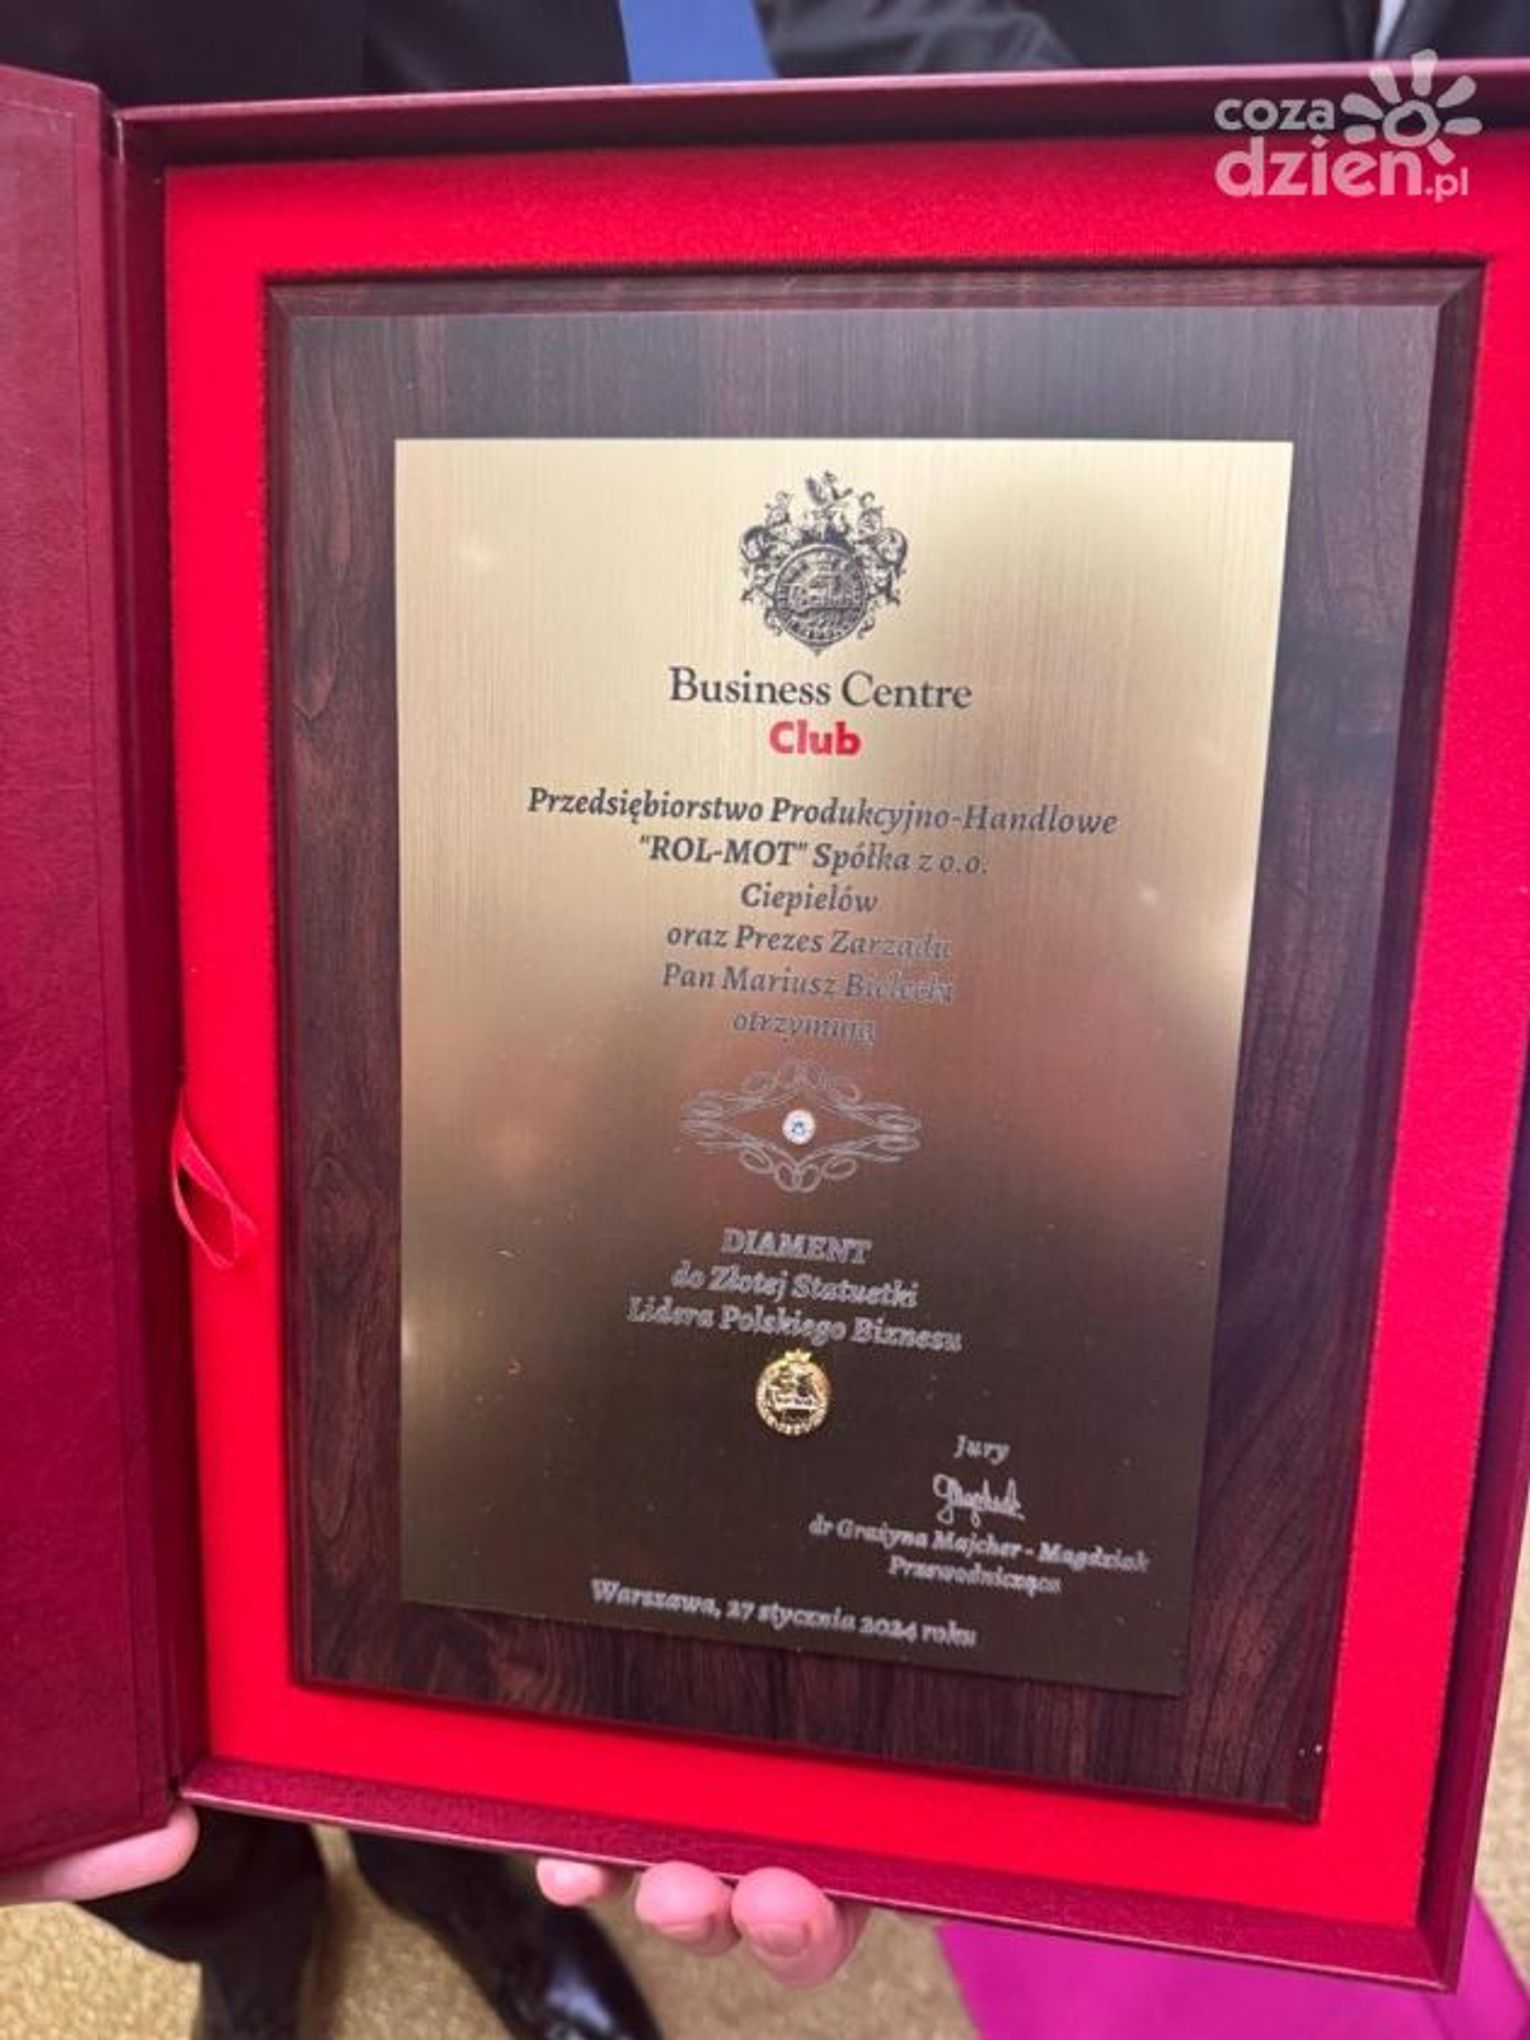 coza
dzien.pl
Business Centre
Club
Przedsiębiorstwo Produkcyjno-Handlowe
"ROL-MOT" Spółka z o.o.
Ciepielów
oraz Prezes Zarządu
Pan Mariusz Bielecki
otrzymują
DIAMENT
do Złotej Statuetki
Lidera Polskiego Biznesu
Jury
dr Grażyna Majcher - Magdziak
Przewodnicząca
Warszawa, 27 stycznia 2024 roku